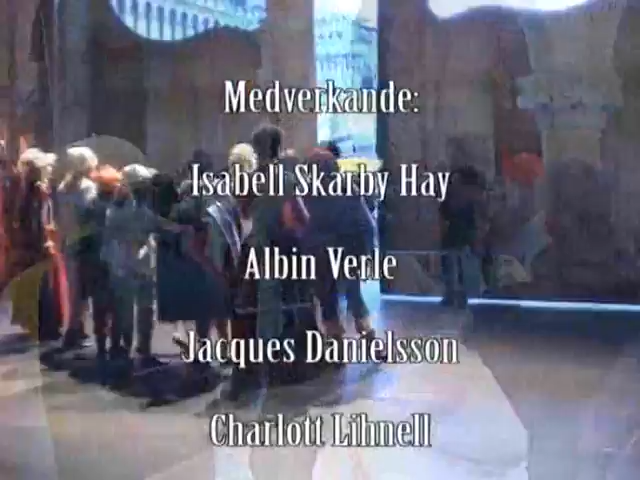 Medverkande:
Isabell Skarby Hay
Albin Verle
Jacques Danielsson
Charlott Lihnell